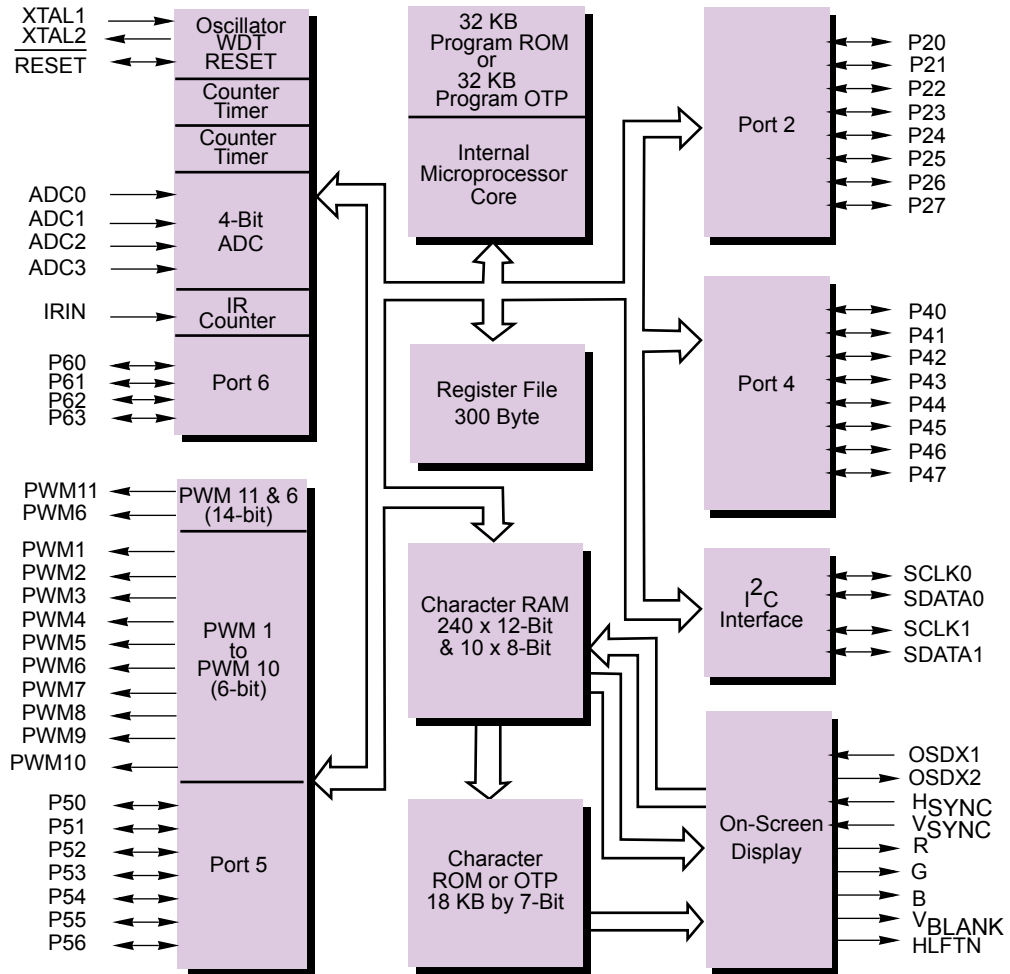 XTAL1
XTAL2
RESET
Oscillator
WDT
RESET
Counter
Timer
Counter
Timer
ADC0
ADC1
ADC2
ADC3
4-Bit
ADC
IRIN
IR
Counter
P60
P61
P62
P63
Port 6
PWM11
PWM6
PWM 11 & 6
(14-bit)
PWM1
PWM2
PWM3
PWM4
PWM5
PWM6
PWM7
PWM8
PWM9
PWM10
PWM 1
to
PWM 10
(6-bit)
P50
P51
P52
P53
P54
P55
P56
Port 5
32 KB
Program ROM
or
32 KB
Program OTP
Internal
Microprocessor
Core
Register File
300 Byte
Character RAM
240 x 12-Bit
& 10 x 8-Bit
Character
ROM or OTP
18 KB by 7-Bit
Port 2
P20
P21
P22
P23
P24
P25
P26
P27
Port 4
P40
P41
P42
P43
P44
P45
P46
P47
I2C
Interface
SCLK0
SDATA0
SCLK1
SDATA1
On-Screen
Display
OSDX1
OSDX2
HSYNC
VSYNC
R
G
B
VBLANK
HLFTN